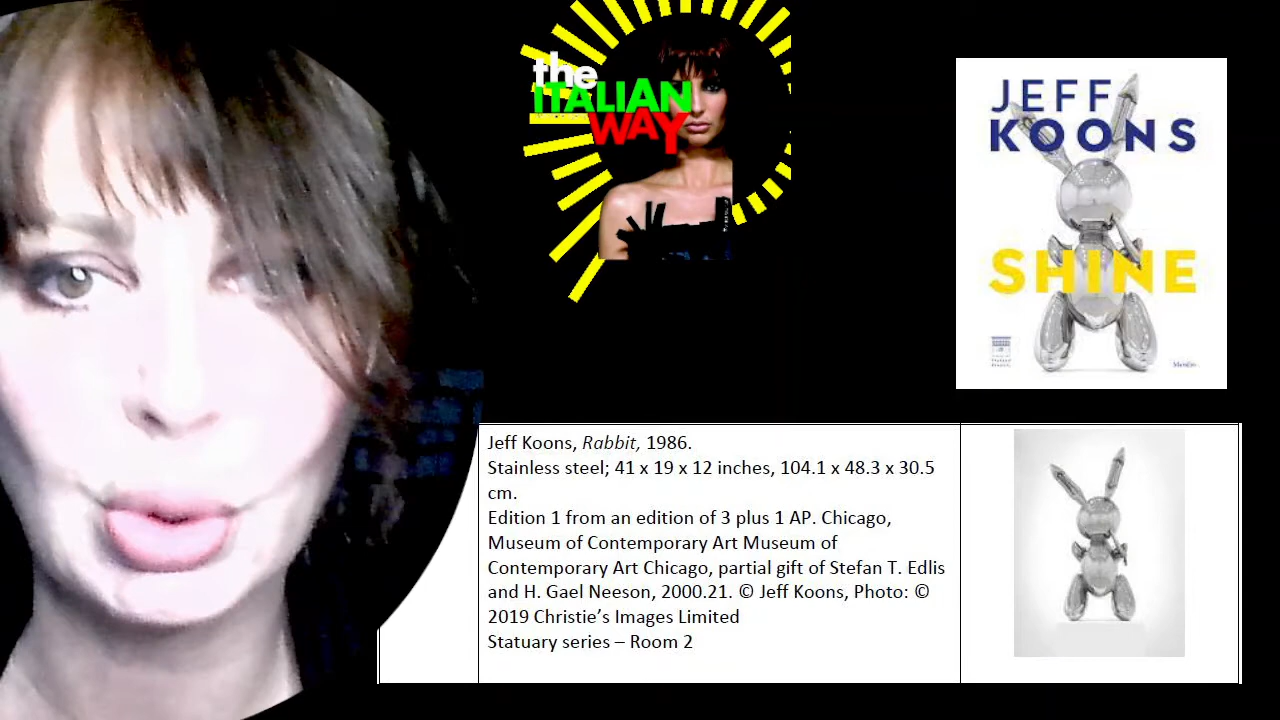 the
ITALIAN
WAY
JEFF
KOONS
SHINE
Jeff Koons, Rabbit, 1986.
Stainless steel; 41 x 19 x 12 inches, 104.1 x 48.3 x 30.5
cm.
Edition 1 from an edition of 3 plus 1 AP. Chicago,
Museum of Contemporary Art Museum of
Contemporary Art Chicago, partial gift of Stefan T. Edlis
and H. Gael Neeson, 2000.21. © Jeff Koons, Photo: ©
2019 Christie’s Images Limited
Statuary series – Room 2